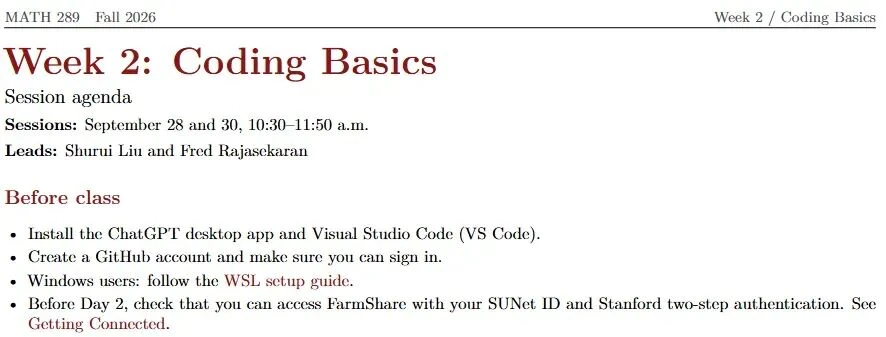 MATH 289 Fall 2026
Week 2 / Coding Basics
Week 2: Coding Basics
Session agenda
Sessions: September 28 and 30, 10:30–11:50 a.m.
Leads: Shurui Liu and Fred Rajasekaran
Before class
• Install the ChatGPT desktop app and Visual Studio Code (VS Code).
• Create a GitHub account and make sure you can sign in.
• Windows users: follow the WSL setup guide.
• Before Day 2, check that you can access FarmShare with your SUNet ID and Stanford two-step authentication. See
Getting Connected.